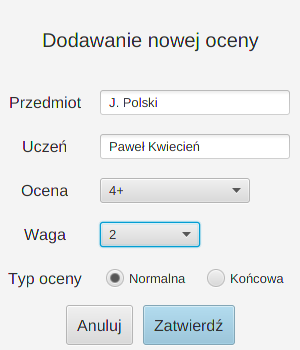 Dodawanie nowej oceny
Przedmiot J. Polski
Uczeń Paweł Kwiecień
Ocena 4+
Waga 2
Typ oceny Normalna Końcowa
Anuluj Zatwierdź